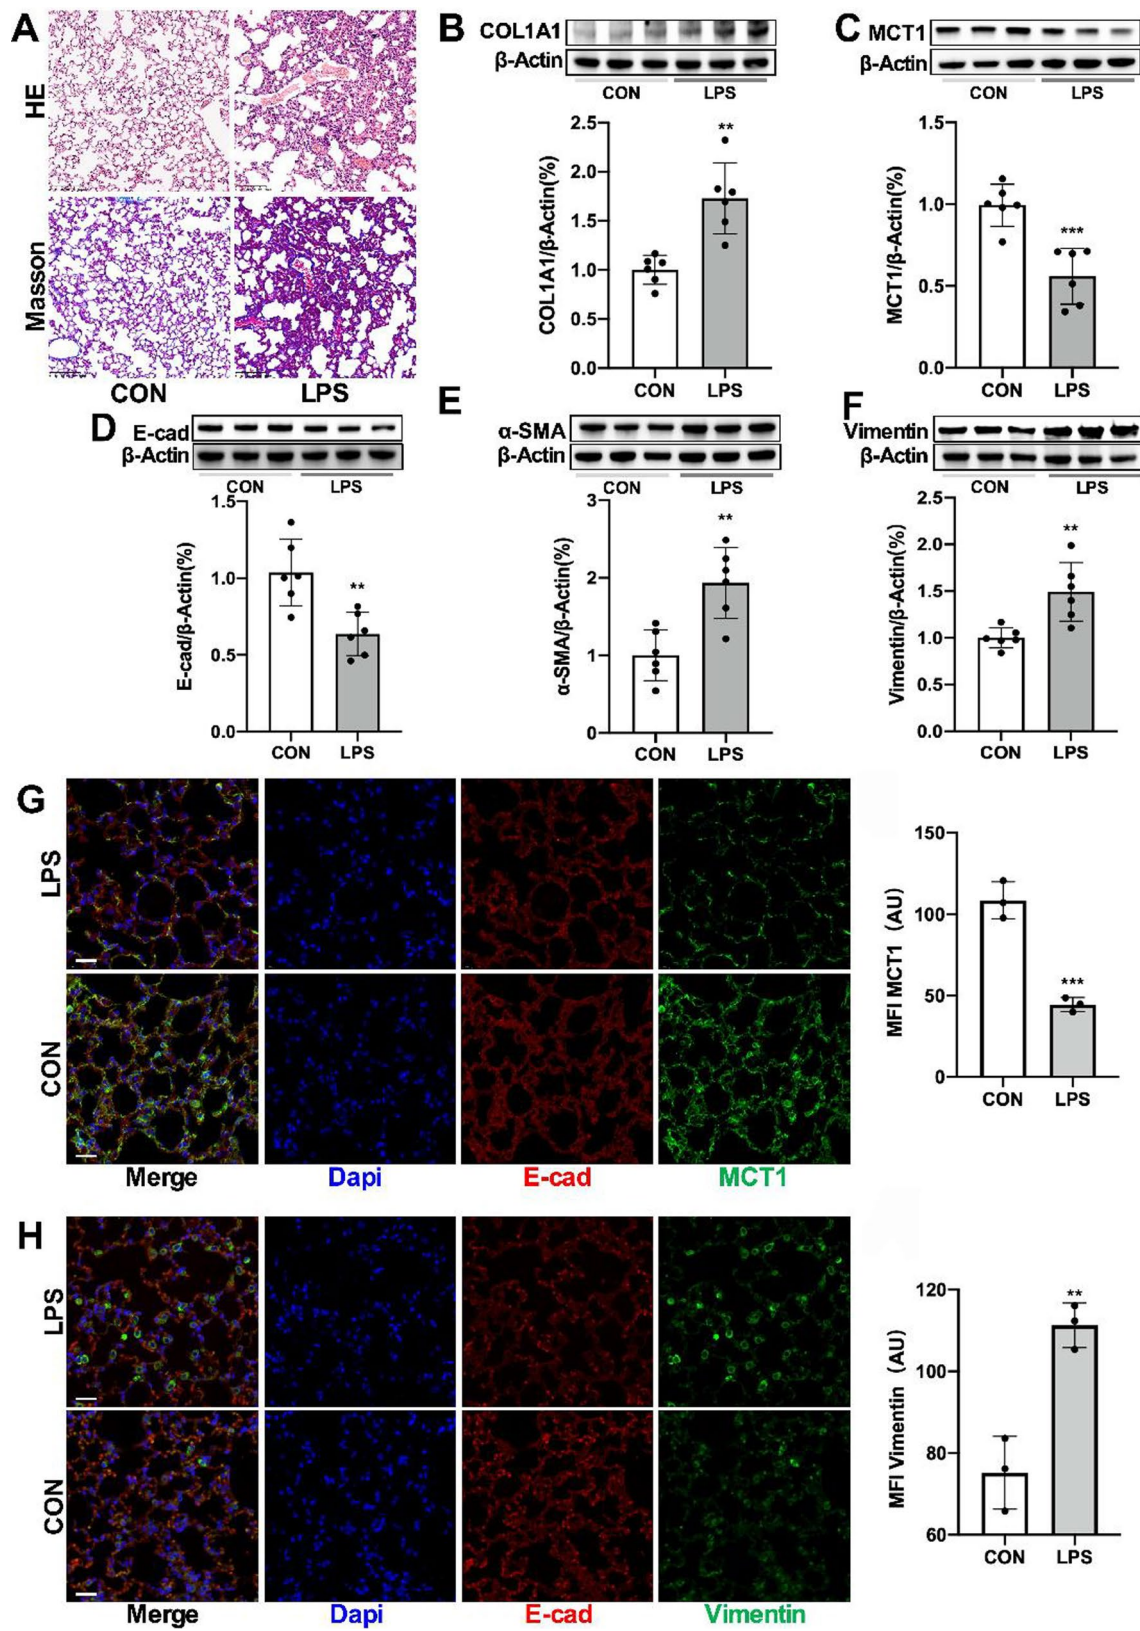 A
HE
Masson
CON
LPS
B
COL1A1
β-Actin
CON
LPS
COL1A1/β-Actin(%)
2.5
2.0
1.5
1.0
0.5
0.0
**
CON
LPS
C
MCT1
β-Actin
CON
LPS
MCT1/β-Actin(%)
1.5
1.0
0.5
0.0
***
CON
LPS
D
E-cad
β-Actin
CON
LPS
E-cad/β-Actin(%)
1.5
1.0
0.5
0.0
**
CON
LPS
E
α-SMA
β-Actin
CON
LPS
α-SMA/β-Actin(%)
3
2
1
0
**
CON
LPS
F
Vimentin
β-Actin
CON
LPS
Vimentin/β-Actin(%)
2.5
2.0
1.5
1.0
0.5
0.0
**
CON
LPS
G
LPS
CON
Merge
Dapi
E-cad
MCT1
MFI MCT1（AU）
150
100
50
0
***
CON
LPS
H
LPS
CON
Merge
Dapi
E-cad
Vimentin
MFI Vimentin（AU）
120
100
80
60
**
CON
LPS